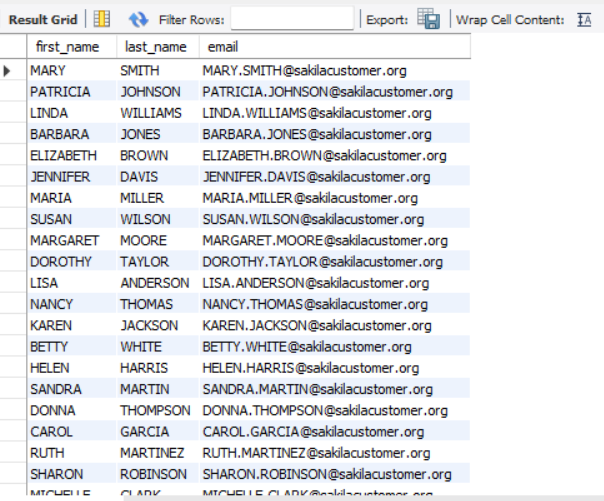 Result Grid Filter Rows: Export: Wrap Cell Content: IA
first_name last_name email
MARY SMITH MARY.SMITH@sakilacustomer.org
PATRICIA JOHNSON PATRICIA.JOHNSON@sakilacustomer.org
LINDA WILLIAMS LINDA.WILLIAMS@sakilacustomer.org
BARBARA JONES BARBARA.JONES@sakilacustomer.org
ELIZABETH BROWN ELIZABETH.BROWN@sakilacustomer.org
JENNIFER DAVIS JENNIFER.DAVIS@sakilacustomer.org
MARIA MILLER MARIA.MILLER@sakilacustomer.org
SUSAN WILSON SUSAN.WILSON@sakilacustomer.org
MARGARET MOORE MARGARET.MOORE@sakilacustomer.org
DOROTHY TAYLOR DOROTHY.TAYLOR@sakilacustomer.org
LISA ANDERSON LISA.ANDERSON@sakilacustomer.org
NANCY THOMAS NANCY.THOMAS@sakilacustomer.org
KAREN JACKSON KAREN.JACKSON@sakilacustomer.org
BETTY WHITE BETTY.WHITE@sakilacustomer.org
HELEN HARRIS HELEN.HARRIS@sakilacustomer.org
SANDRA MARTIN SANDRA.MARTIN@sakilacustomer.org
DONNA THOMPSON DONNA.THOMPSON@sakilacustomer.org
CAROL GARCIA CAROL.GARCIA@sakilacustomer.org
RUTH MARTINEZ RUTH.MARTINEZ@sakilacustomer.org
SHARON ROBINSON SHARON.ROBINSON@sakilacustomer.org
MICHELLE CLARK MICHELLE.CLARK@sakilacustomer.org